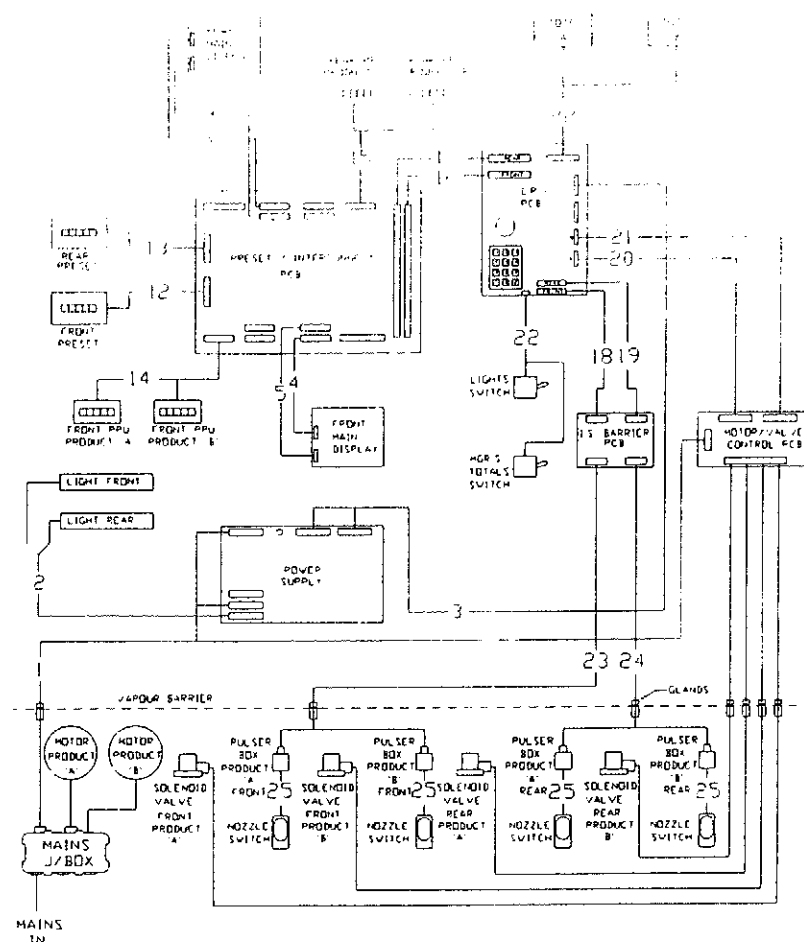 REAR
FRONT
PCB
13
REAR
PRESET
PRESET
PCB
21
20
12
FRONT
PRESET
22
14
5
4
18
19
LIGHTS
SWITCH
FRONT PPU
PRODUCT 'A'
FRONT PPU
PRODUCT 'B'
FRONT
MAIN
DISPLAY
I.S BARRIER
PCB
MOTOR/VALVE
CONTROL PCB
TOTALS
SWITCH
LIGHT FRONT
LIGHT REAR
2
POWER
SUPPLY
3
23
24
VAPOUR BARRIER
GLANDS
MOTOR
PRODUCT
'A'
MOTOR
PRODUCT
'B'
SOLENOID
VALVE
FRONT
PRODUCT
'A'
PULSER
BOX
PRODUCT
'A'
FRONT
25
NOZZLE
SWITCH
SOLENOID
VALVE
FRONT
PRODUCT
'B'
PULSER
BOX
PRODUCT
'B'
FRONT
25
NOZZLE
SWITCH
SOLENOID
VALVE
REAR
PRODUCT
'A'
PULSER
BOX
PRODUCT
'A'
REAR
25
NOZZLE
SWITCH
SOLENOID
VALVE
REAR
PRODUCT
'B'
PULSER
BOX
PRODUCT
'B'
REAR
25
NOZZLE
SWITCH
MAINS
J/BOX
MAINS
IN